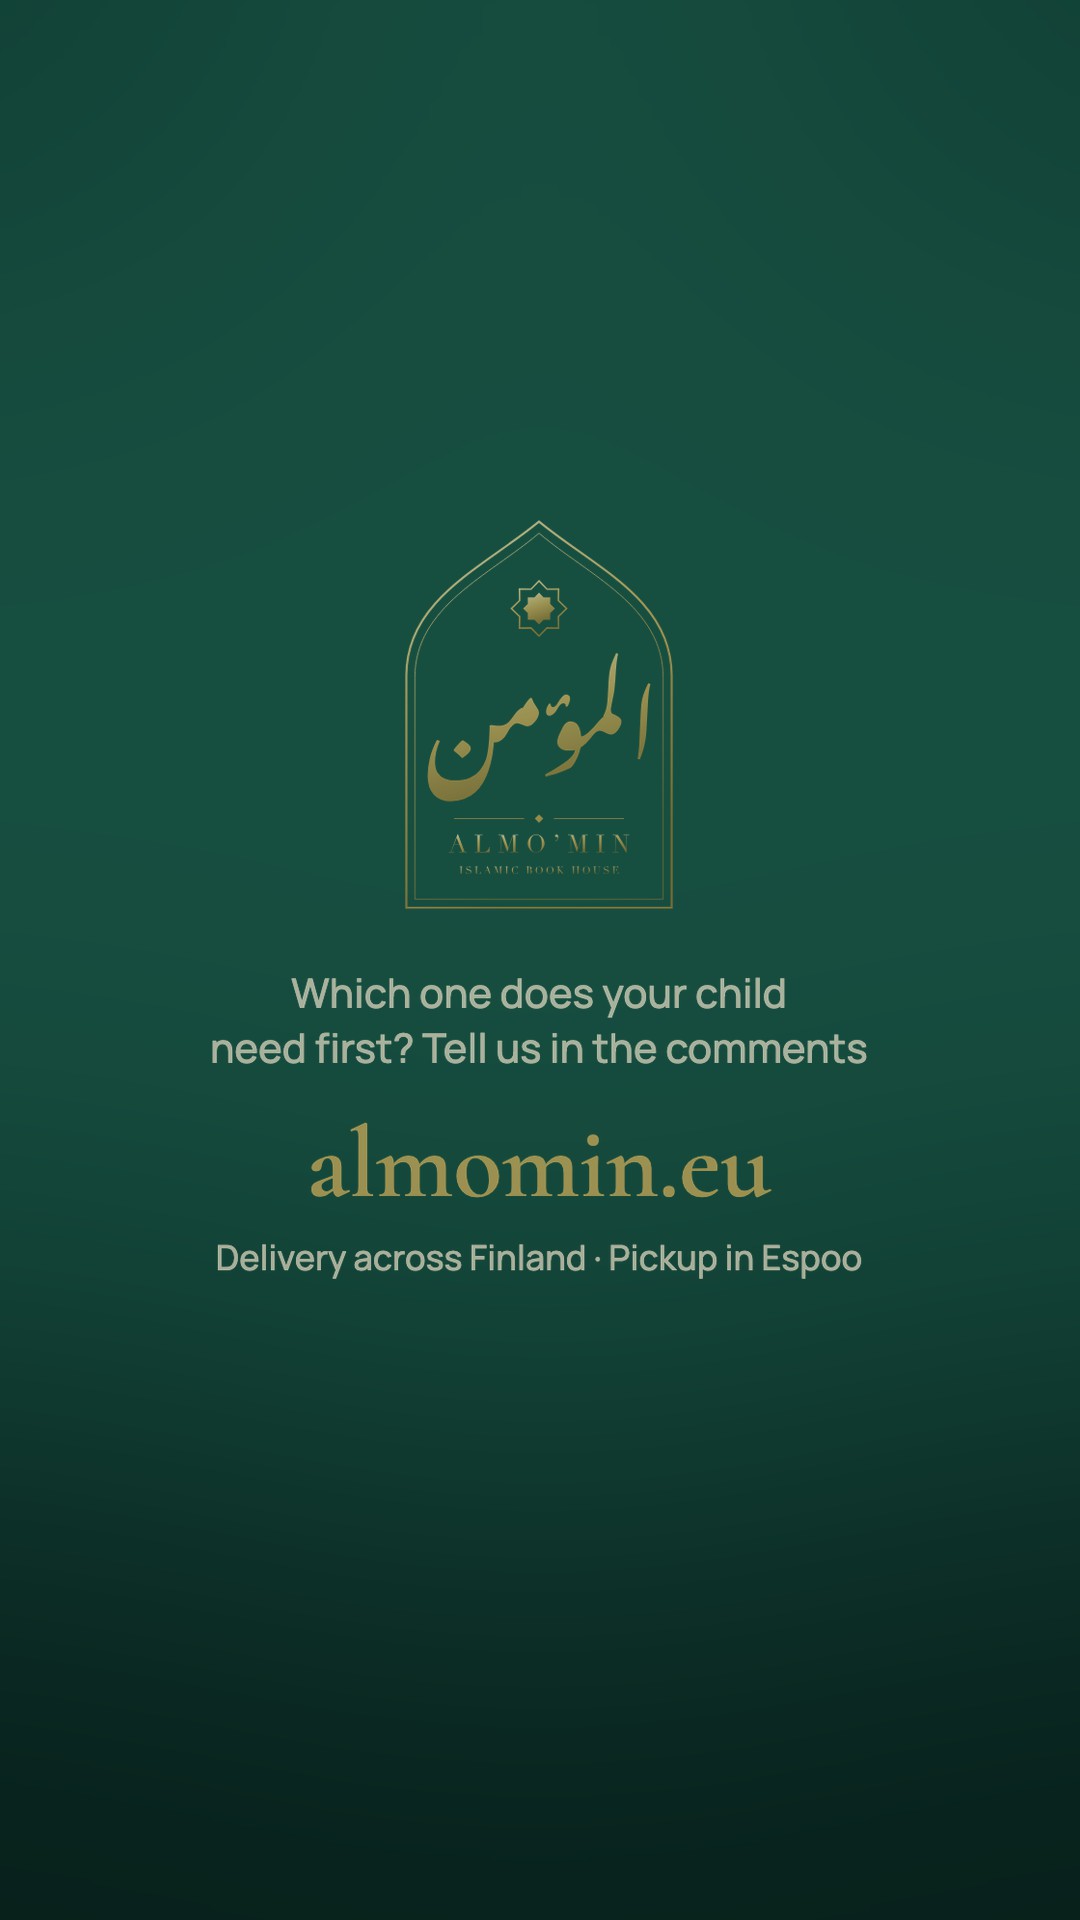 المؤمن
ALMO’MIN
ISLAMIC BOOK HOUSE
Which one does your child
need first? Tell us in the comments
almomin.eu
Delivery across Finland · Pickup in Espoo